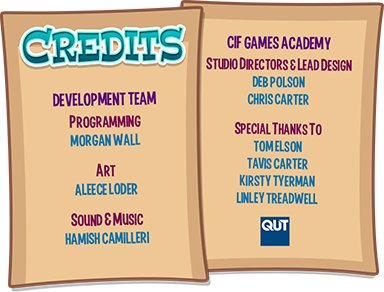 CREDITS
DEVELOPMENT TEAM
PROGRAMMING
MORGAN WALL
ART
ALEECE LODER
SOUND & MUSIC
HAMISH CAMILLERI
CIF GAMES ACADEMY
STUDIO DIRECTORS & LEAD DESIGN
DEB POLSON
CHRIS CARTER
SPECIAL THANKS TO
TOM ELSON
TAVIS CARTER
KIRSTY TYERMAN
LINLEY TREADWELL
QUT